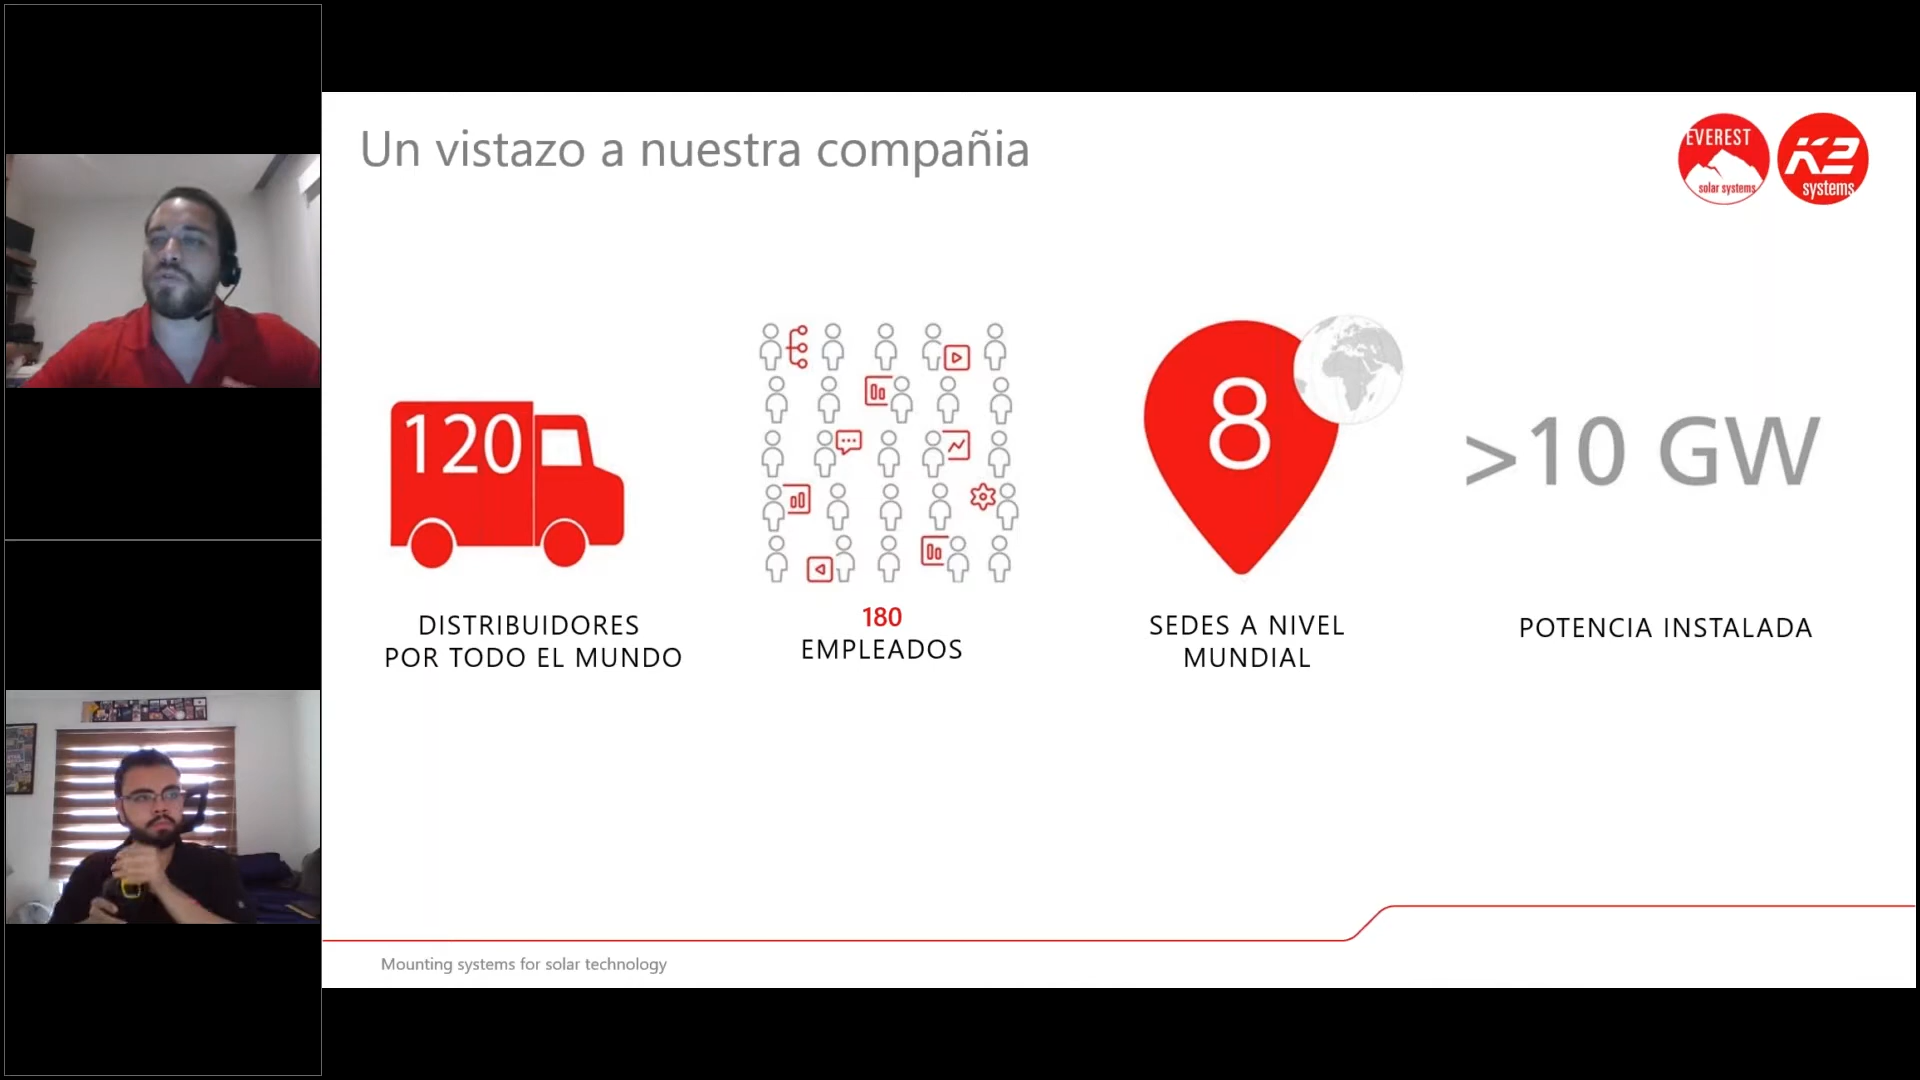 Un vistazo a nuestra compañia
EVEREST
solar systems
K2
systems
120
DISTRIBUIDORES
POR TODO EL MUNDO
180
EMPLEADOS
8
SEDES A NIVEL
MUNDIAL
>10 GW
POTENCIA INSTALADA
Mounting systems for solar technology